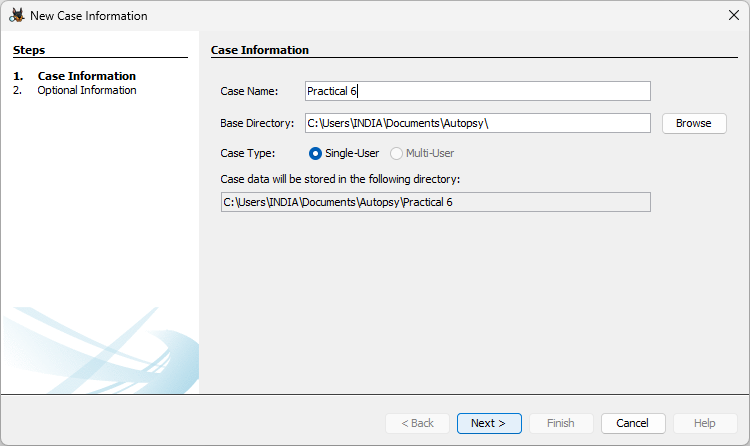 New Case Information
Steps
1. Case Information
2. Optional Information
Case Information
Case Name: Practical 6
Base Directory: C:\Users\INDIA\Documents\Autopsy\ Browse
Case Type: Single-User Multi-User
Case data will be stored in the following directory:
C:\Users\INDIA\Documents\Autopsy\Practical 6
< Back Next > Finish Cancel Help